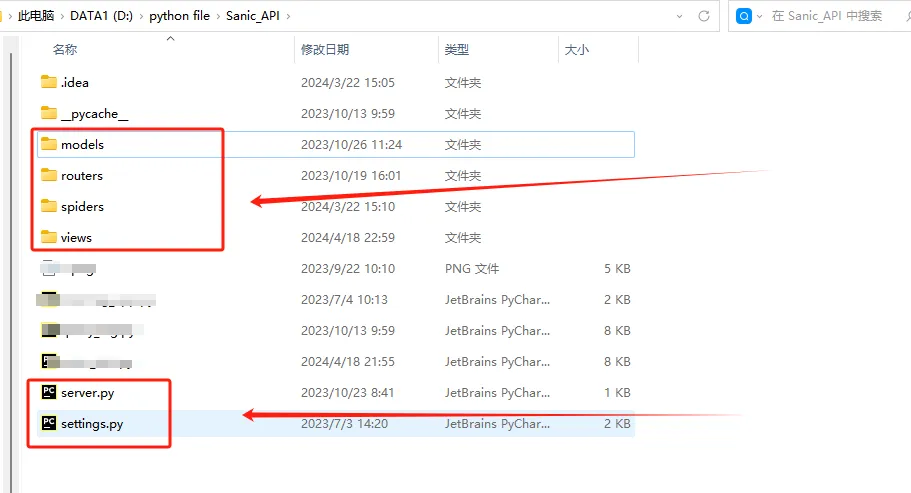 此电脑 › DATA1 (D:) › python file › Sanic_API ›
在 Sanic_API 中搜索
名称 修改日期 类型 大小
.idea 2024/3/22 15:05 文件夹
__pycache__ 2023/10/13 9:59 文件夹
models 2023/10/26 11:24 文件夹
routers 2023/10/19 16:01 文件夹
spiders 2024/3/22 15:10 文件夹
views 2024/4/18 22:59 文件夹
2023/9/22 10:10 PNG 文件 5 KB
2023/7/4 10:13 JetBrains PyChar... 2 KB
2023/10/13 9:59 JetBrains PyChar... 8 KB
2024/4/18 21:55 JetBrains PyChar... 8 KB
PC server.py 2023/10/23 8:41 JetBrains PyChar... 1 KB
PC settings.py 2023/7/3 14:20 JetBrains PyChar... 2 KB